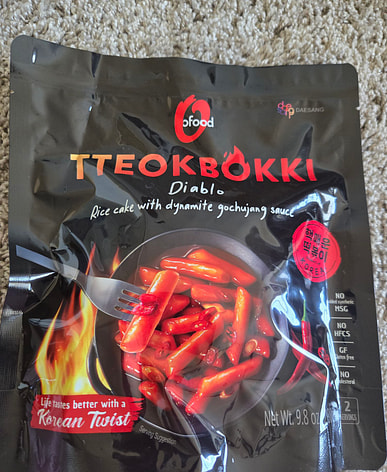 ofood
DAESANG
TTEOKBOKKI
Diablo
Rice cake with dynamite gochujang sauce
NO
MSG
NO
HFCS
GF
NO
Life tastes better with a
Korean Twist
Serving Suggestion
Net Wt. 9.8 oz
2